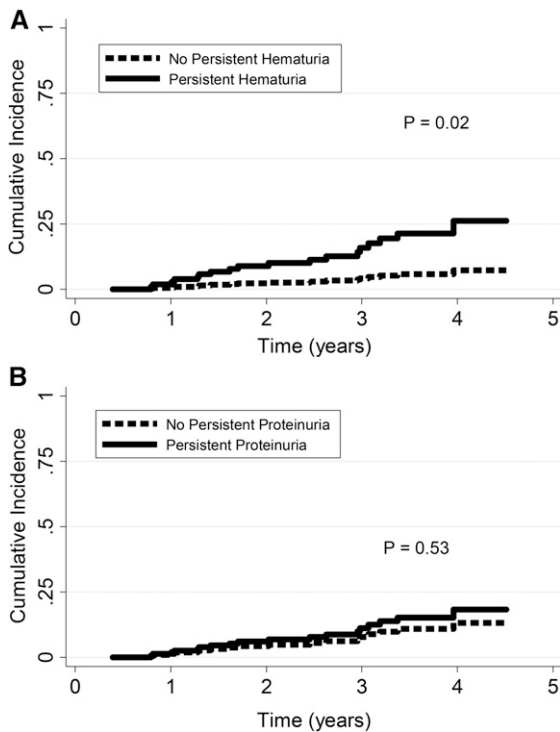 A
No Persistent Hematuria
Persistent Hematuria
P = 0.02
Cumulative Incidence
1
.75
.5
.25
0
0 1 2 3 4 5
Time (years)
B
No Persistent Proteinuria
Persistent Proteinuria
P = 0.53
Cumulative Incidence
1
.75
.5
.25
0
0 1 2 3 4 5
Time (years)